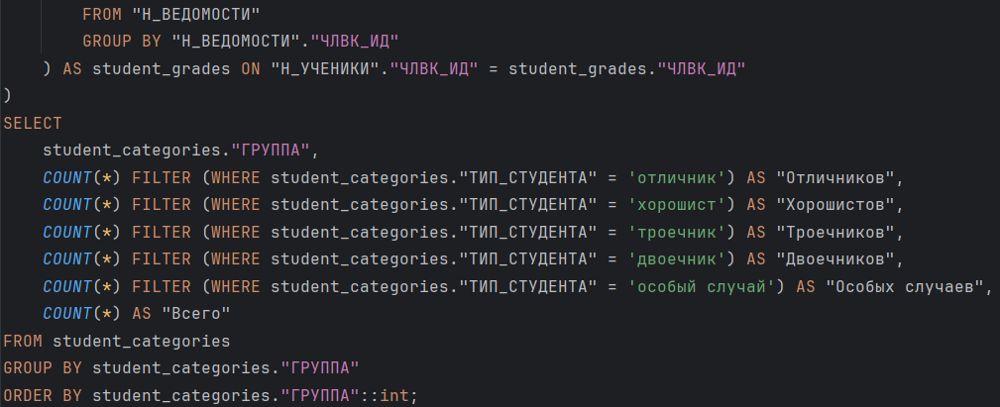 FROM "Н_ВЕДОМОСТИ"
GROUP BY "Н_ВЕДОМОСТИ"."ЧЛВК_ИД"
) AS student_grades ON "Н_УЧЕНИКИ"."ЧЛВК_ИД" = student_grades."ЧЛВК_ИД"
)
SELECT
student_categories."ГРУППА",
COUNT(*) FILTER (WHERE student_categories."ТИП_СТУДЕНТА" = 'отличник') AS "Отличников",
COUNT(*) FILTER (WHERE student_categories."ТИП_СТУДЕНТА" = 'хорошист') AS "Хорошистов",
COUNT(*) FILTER (WHERE student_categories."ТИП_СТУДЕНТА" = 'троечник') AS "Троечников",
COUNT(*) FILTER (WHERE student_categories."ТИП_СТУДЕНТА" = 'двоечник') AS "Двоечников",
COUNT(*) FILTER (WHERE student_categories."ТИП_СТУДЕНТА" = 'особый случай') AS "Особых случаев",
COUNT(*) AS "Всего"
FROM student_categories
GROUP BY student_categories."ГРУППА"
ORDER BY student_categories."ГРУППА"::int;